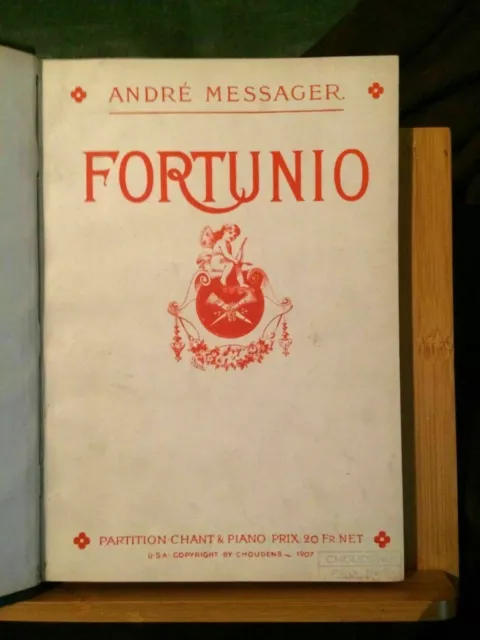 ANDRÉ MESSAGER.
FORTUNIO
PARTITION CHANT & PIANO PRIX 20 FR. NET
U.S.A. COPYRIGHT BY CHOUDENS 1907